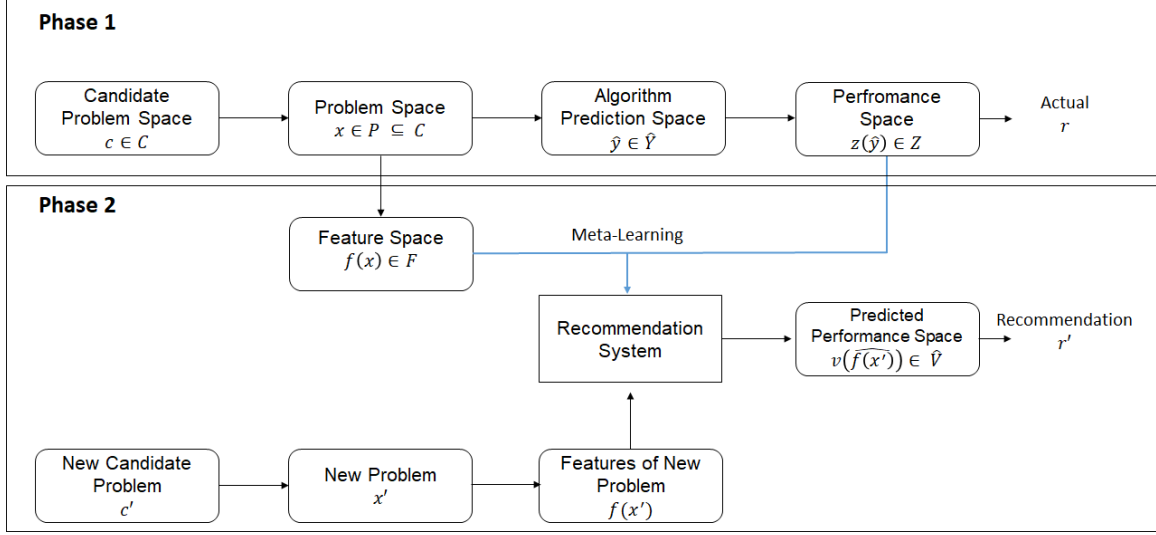 Phase 1
Candidate
Problem Space
c ∈ C
Problem Space
x ∈ P ⊆ C
Algorithm
Prediction Space
ŷ ∈ Ŷ
Perfromance
Space
z(ŷ) ∈ Z
Actual
r
Phase 2
Feature Space
f(x) ∈ F
Meta-Learning
Recommendation
System
Predicted
Performance Space
v(f(x′)̂) ∈ V̂
Recommendation
r′
New Candidate
Problem
c′
New Problem
x′
Features of New
Problem
f(x′)